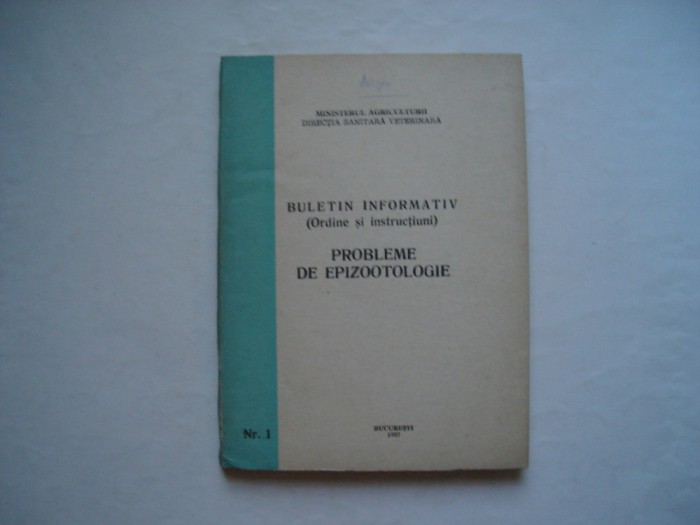 MINISTERUL AGRICULTURII
DIRECȚIA SANITARĂ VETERINARĂ
BULETIN INFORMATIV
(Ordine și instrucțiuni)
PROBLEME
DE EPIZOOTOLOGIE
Nr. 1
BUCUREȘTI